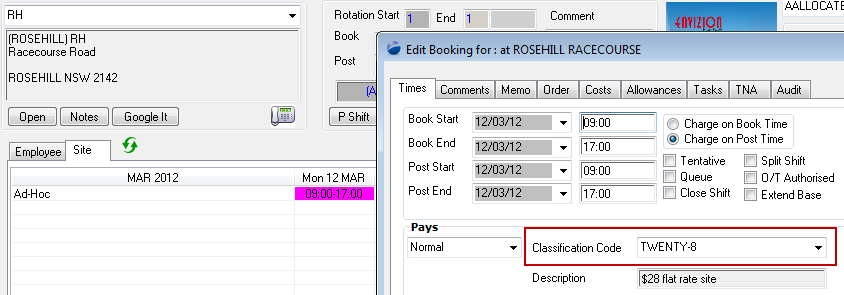 RH
(ROSEHILL) RH
Racecourse Road
ROSEHILL NSW 2142
Open Notes Google It
Rotation Start 1 End 1
Book
Post
P Shift
Comment
ENVIZION
AALLOCATE
Employee Site
MAR 2012 Mon 12 MAR
Ad-Hoc 09:00-17:00
Edit Booking for : at ROSEHILL RACECOURSE
Times Comments Memo Order Costs Allowances Tasks TNA Audit
Book Start 12/03/12 09:00 Charge on Book Time
Book End 12/03/12 17:00 Charge on Post Time
Post Start 12/03/12 09:00
Post End 12/03/12 17:00
Tentative Split Shift
Queue O/T Authorised
Close Shift Extend Base
Pays
Normal Classification Code TWENTY-8
Description $28 flat rate site